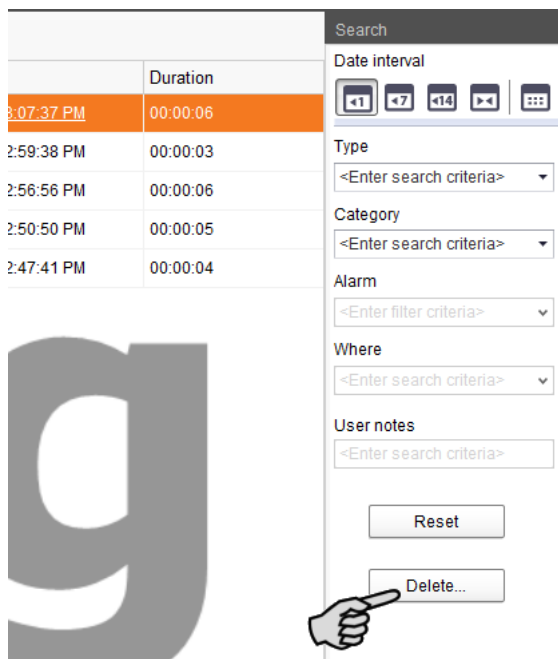 Search
Date interval
1 7 14
Duration
:07:37 PM 00:00:06
2:59:38 PM 00:00:03
2:56:56 PM 00:00:06
2:50:50 PM 00:00:05
2:47:41 PM 00:00:04
Type
<Enter search criteria>
Category
<Enter search criteria>
Alarm
<Enter filter criteria>
Where
<Enter search criteria>
User notes
<Enter search criteria>
Reset
Delete...
g